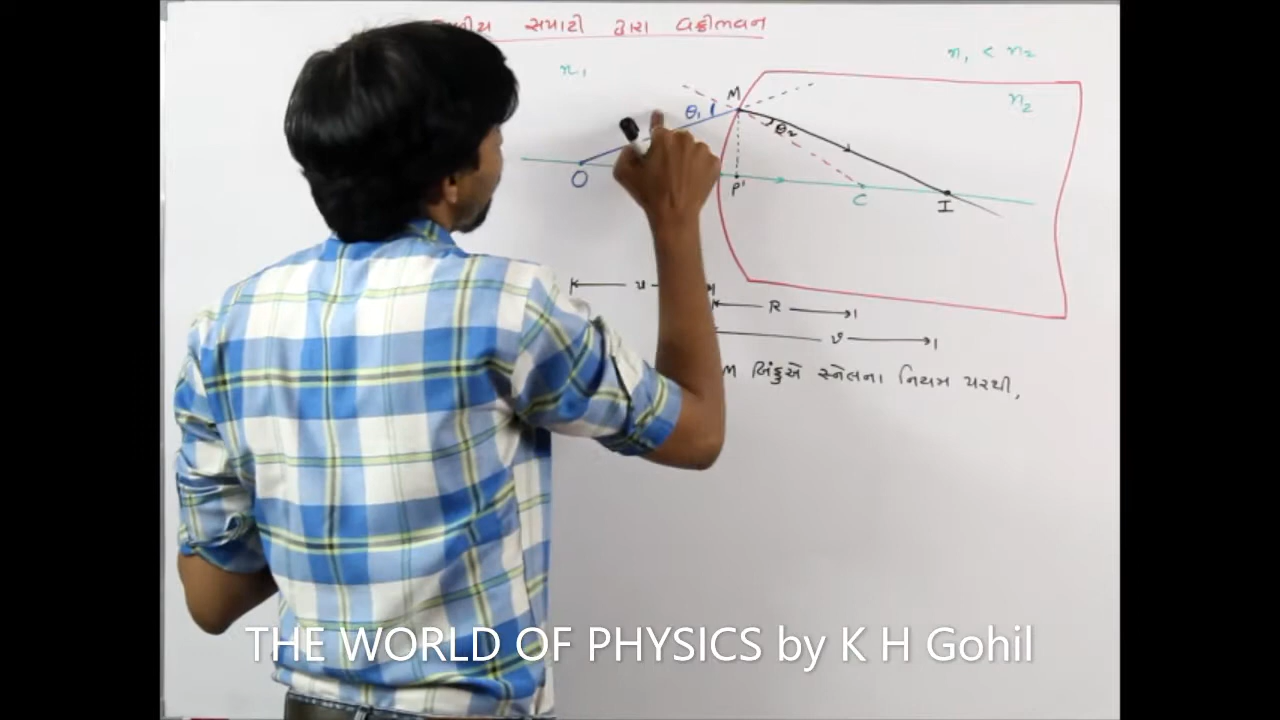 સપાટી દ્વારા વક્રીભવન
n₁ < n₂
n₁
n₂
M
θ₁
θ₂
O
P'
C
I
u
R
v
M બિંદુએ સ્નેલના નિયમ પરથી,
THE WORLD OF PHYSICS by K H Gohil